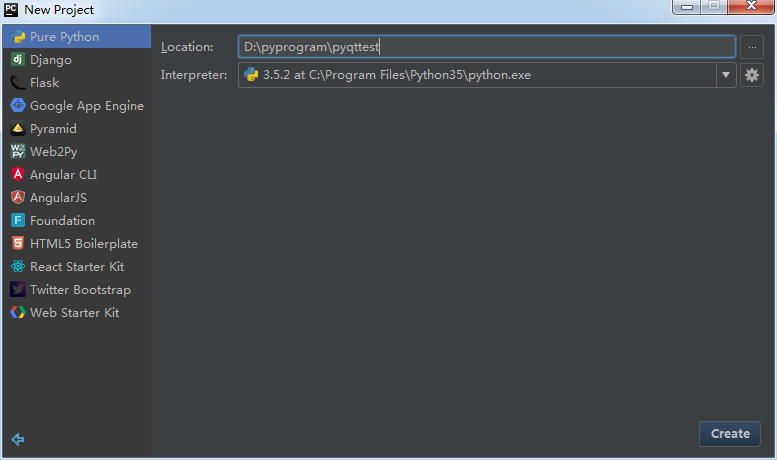 New Project
Pure Python
Django
Flask
Google App Engine
Pyramid
Web2Py
Angular CLI
AngularJS
Foundation
HTML5 Boilerplate
React Starter Kit
Twitter Bootstrap
Web Starter Kit
Location: D:\pyprogram\pyqttest ...
Interpreter: 3.5.2 at C:\Program Files\Python35\python.exe
Create